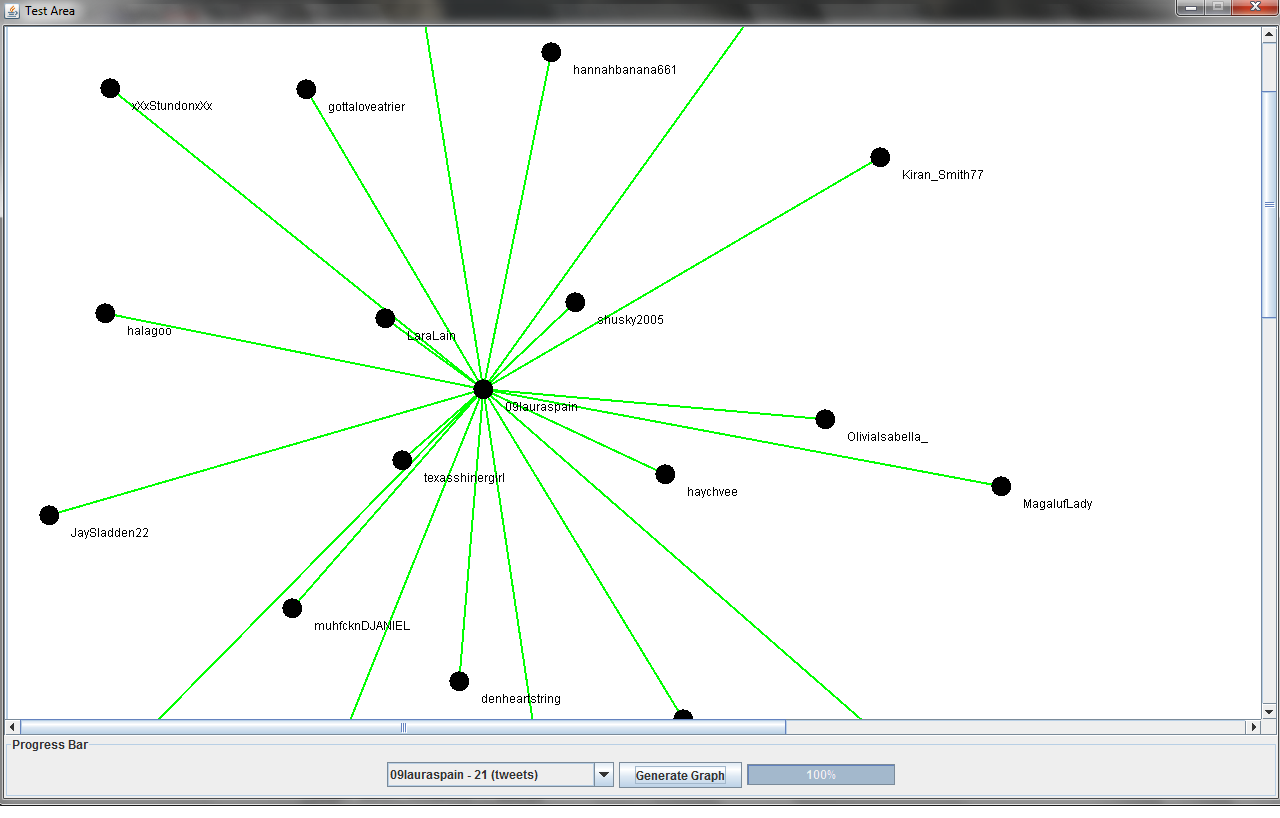 Test Area
hannahbanana661
xXxStundonxXx
gottaloveatrier
Kiran_Smith77
shusky2005
halagoo
LaraLain
09lauraspain
OliviaIsabella_
texasshinergirl
haychvee
MagalufLady
JaySladden22
muhfcknDJANIEL
denheartstring
Progress Bar
09lauraspain - 21 (tweets)
Generate Graph
100%